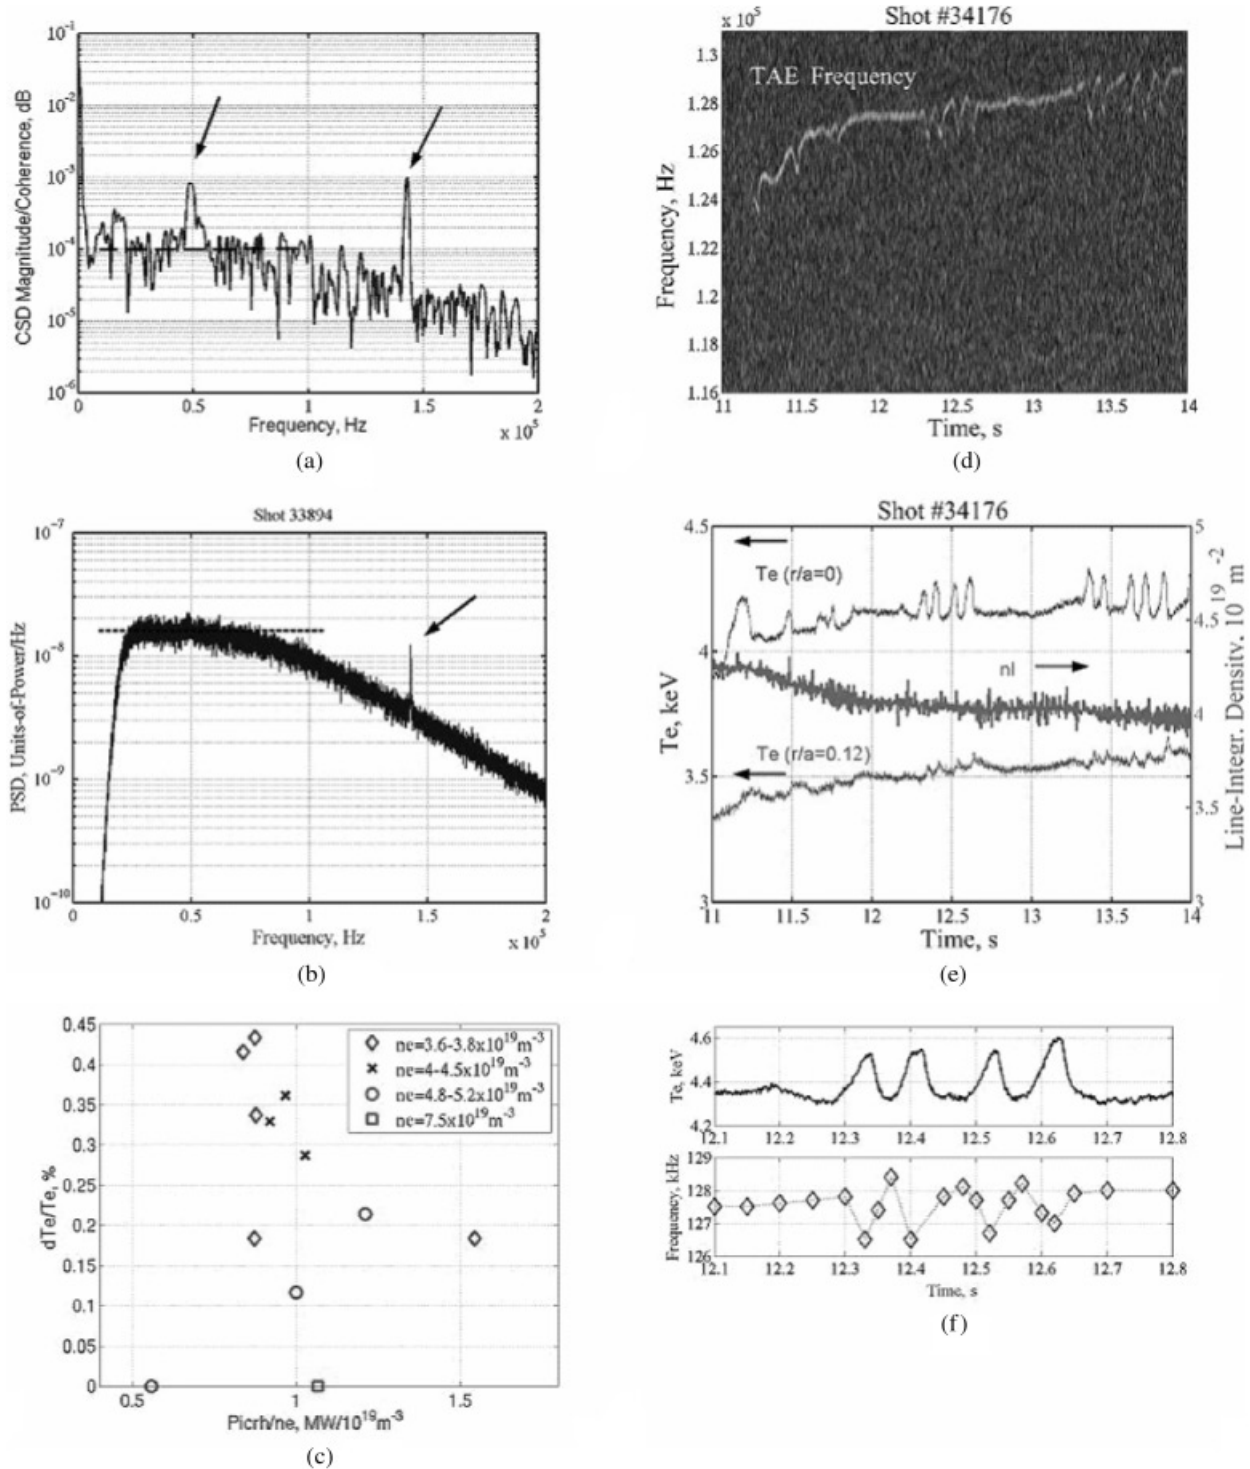 10^-1
10^-2
10^-3
10^-4
10^-5
10^-6
CSD Magnitude/Coherence, dB
0 0.5 1 1.5 2
Frequency, Hz
x 10^5
(a)
Shot 33894
10^-7
10^-8
10^-9
10^-10
PSD, Units-of-Power/Hz
0 0.5 1 1.5 2
Frequency, Hz
x 10^5
(b)
0.45
0.4
0.35
0.3
0.25
0.2
0.15
0.1
0.05
0
dTe/Te, %
ne=3.6-3.8x10^19m^-3
ne=4-4.5x10^19m^-3
ne=4.8-5.2x10^19m^-3
ne=7.5x10^19m^-3
0.5 1 1.5
Picrh/ne, MW/10^19m^-3
(c)
x 10^5
Shot #34176
TAE Frequency
1.3
1.28
1.26
1.24
1.22
1.2
1.18
1.16
Frequency, Hz
11 11.5 12 12.5 13 13.5 14
Time, s
(d)
Shot #34176
4.5
4
3.5
3
Te, keV
Te (r/a=0)
nl
Te (r/a=0.12)
5
4.5
4
3.5
3
Line-Integr. Density, 10^19 m^-2
11 11.5 12 12.5 13 13.5 14
Time, s
(e)
4.6
4.4
4.2
Te, keV
12.1 12.2 12.3 12.4 12.5 12.6 12.7 12.8
129
128
127
126
Frequency, kHz
12.1 12.2 12.3 12.4 12.5 12.6 12.7 12.8
Time, s
(f)